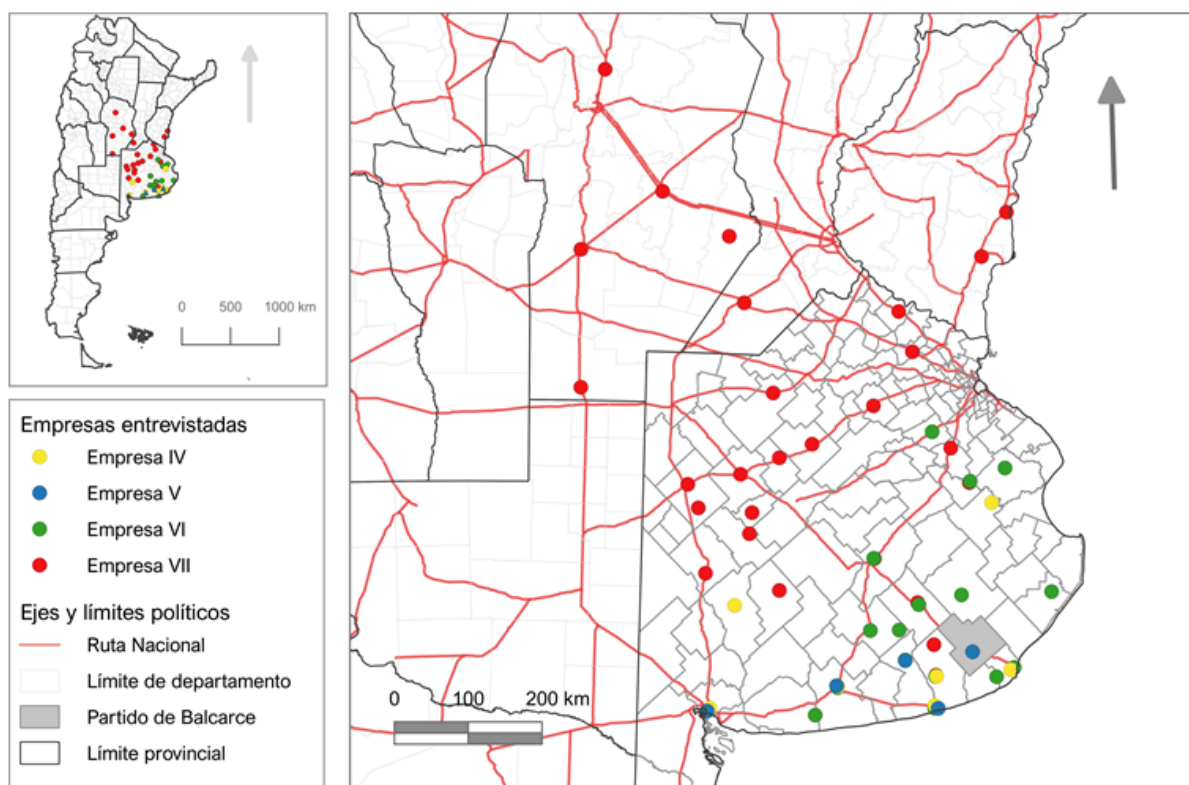 0 500 1000 km
Empresas entrevistadas
Empresa IV
Empresa V
Empresa VI
Empresa VII
Ejes y límites políticos
Ruta Nacional
Límite de departamento
Partido de Balcarce
Límite provincial
0 100 200 km